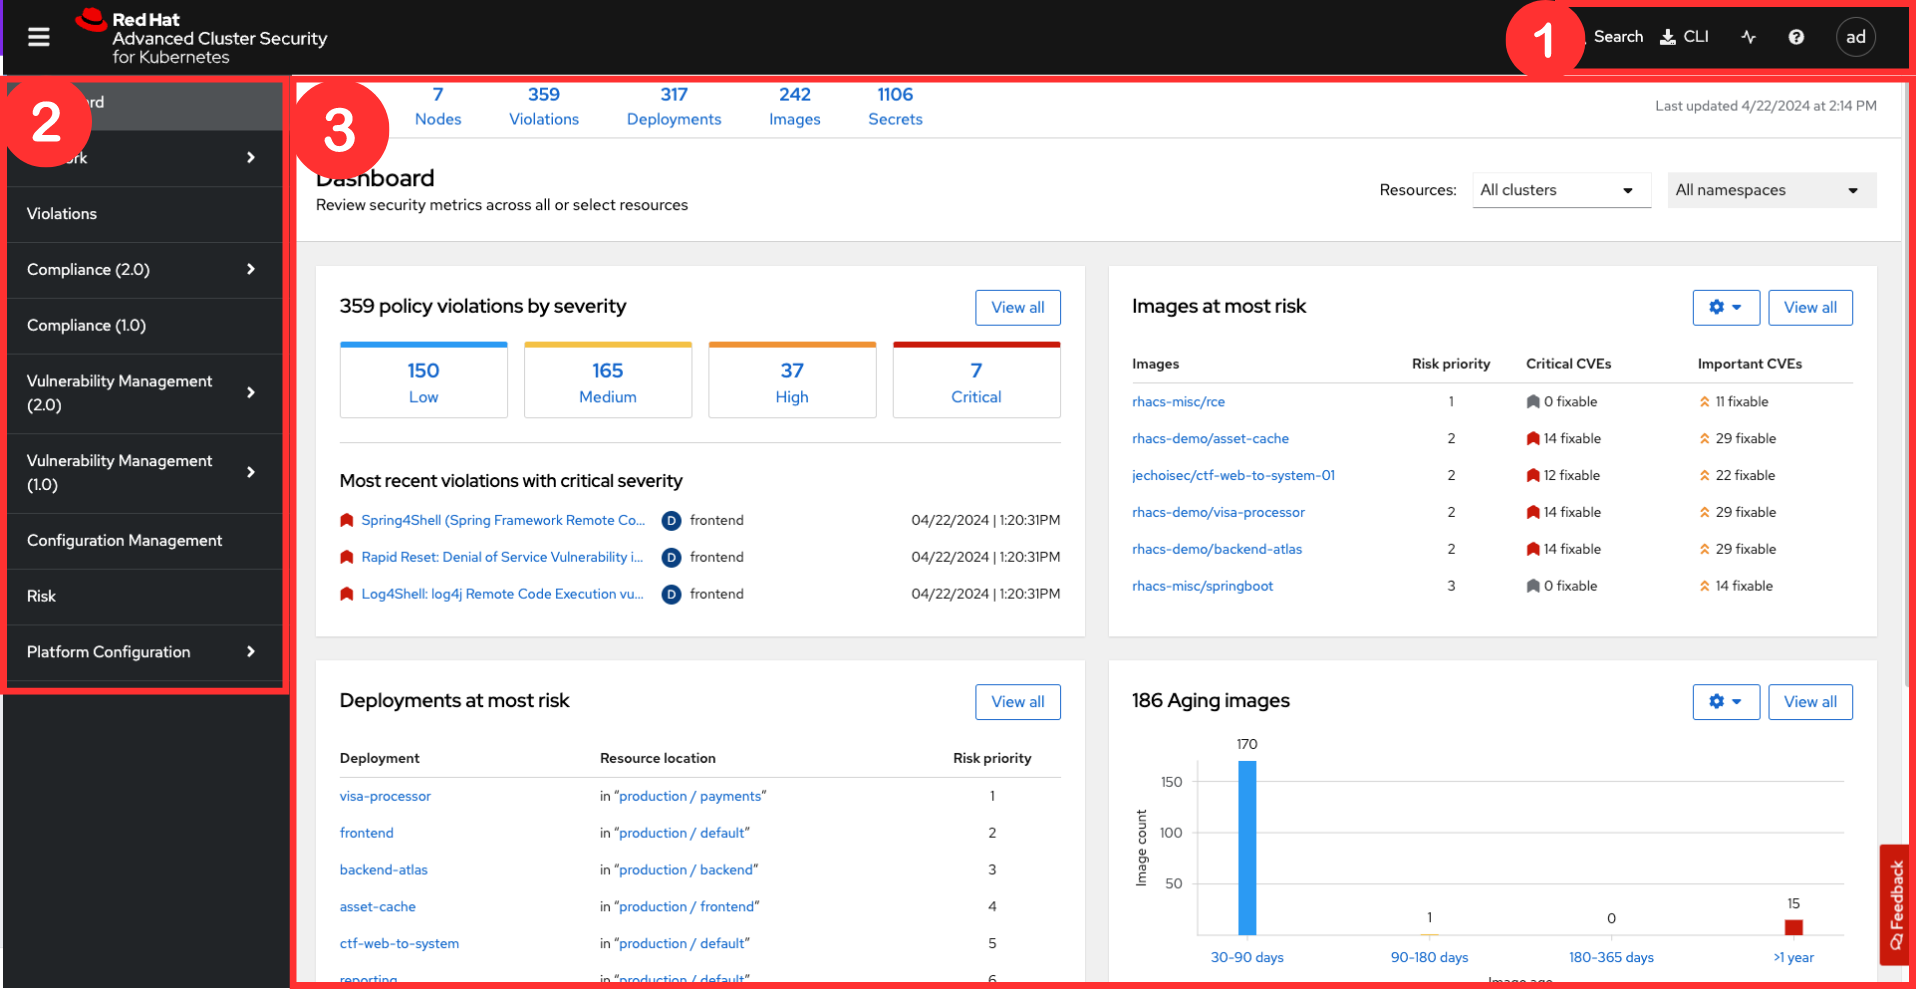 Red Hat
Advanced Cluster Security
for Kubernetes
1
Search
CLI
ad
2
3
7
Nodes
359
Violations
317
Deployments
242
Images
1106
Secrets
Last updated 4/22/2024 at 2:14 PM
Violations
Compliance (2.0)
Compliance (1.0)
Vulnerability Management
(2.0)
Vulnerability Management
(1.0)
Configuration Management
Risk
Platform Configuration
Dashboard
Review security metrics across all or select resources
Resources:
All clusters
All namespaces
359 policy violations by severity
View all
150
Low
165
Medium
37
High
7
Critical
Most recent violations with critical severity
Spring4Shell (Spring Framework Remote Co... D frontend 04/22/2024 | 1:20:31PM
Rapid Reset: Denial of Service Vulnerability i... D frontend 04/22/2024 | 1:20:31PM
Log4Shell: log4j Remote Code Execution vu... D frontend 04/22/2024 | 1:20:31PM
Images at most risk
View all
Images Risk priority Critical CVEs Important CVEs
rhacs-misc/rce 1 0 fixable 11 fixable
rhacs-demo/asset-cache 2 14 fixable 29 fixable
jechoisec/ctf-web-to-system-01 2 12 fixable 22 fixable
rhacs-demo/visa-processor 2 14 fixable 29 fixable
rhacs-demo/backend-atlas 2 14 fixable 29 fixable
rhacs-misc/springboot 3 0 fixable 14 fixable
Deployments at most risk
View all
Deployment Resource location Risk priority
visa-processor in “production / payments” 1
frontend in “production / default” 2
backend-atlas in “production / backend” 3
asset-cache in “production / frontend” 4
ctf-web-to-system in “production / default” 5
reporting in “production / default” 6
186 Aging images
View all
Image count
150
100
50
170
1
0
15
30-90 days
90-180 days
180-365 days
>1 year
Image age
Feedback